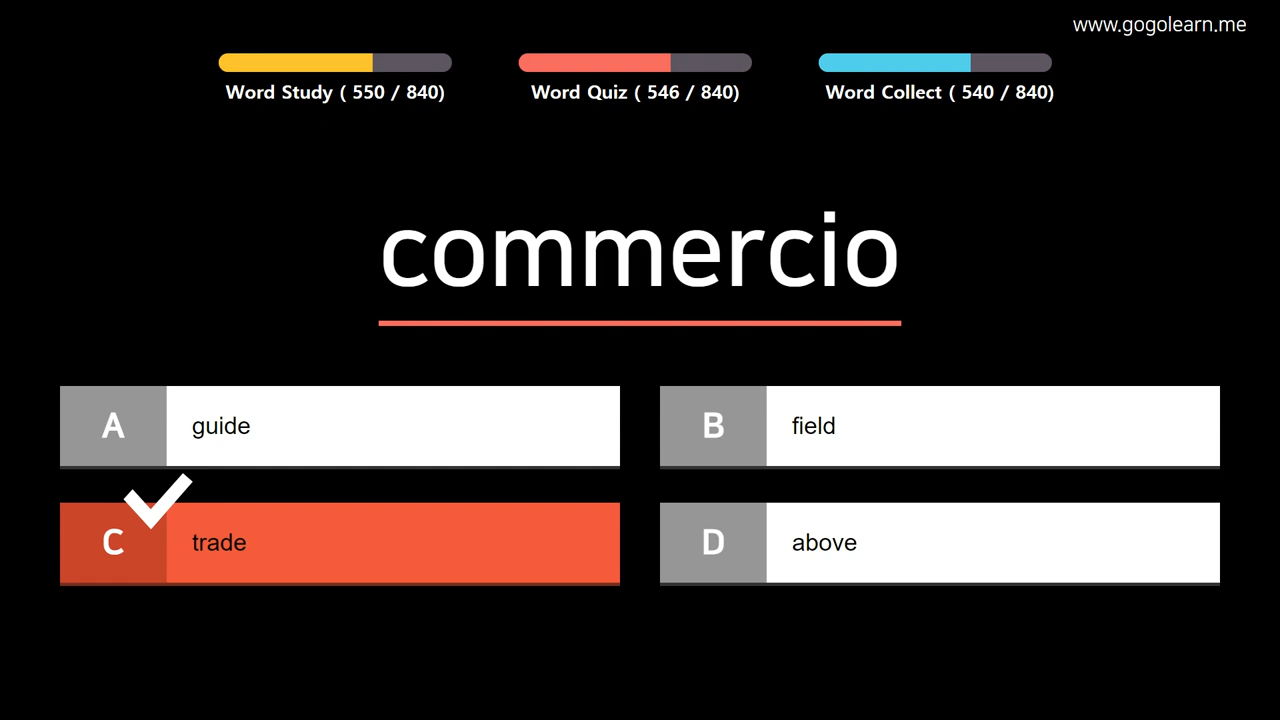 www.gogolearn.me
Word Study ( 550 / 840)
Word Quiz ( 546 / 840)
Word Collect ( 540 / 840)
commercio
A guide
B field
C trade
D above